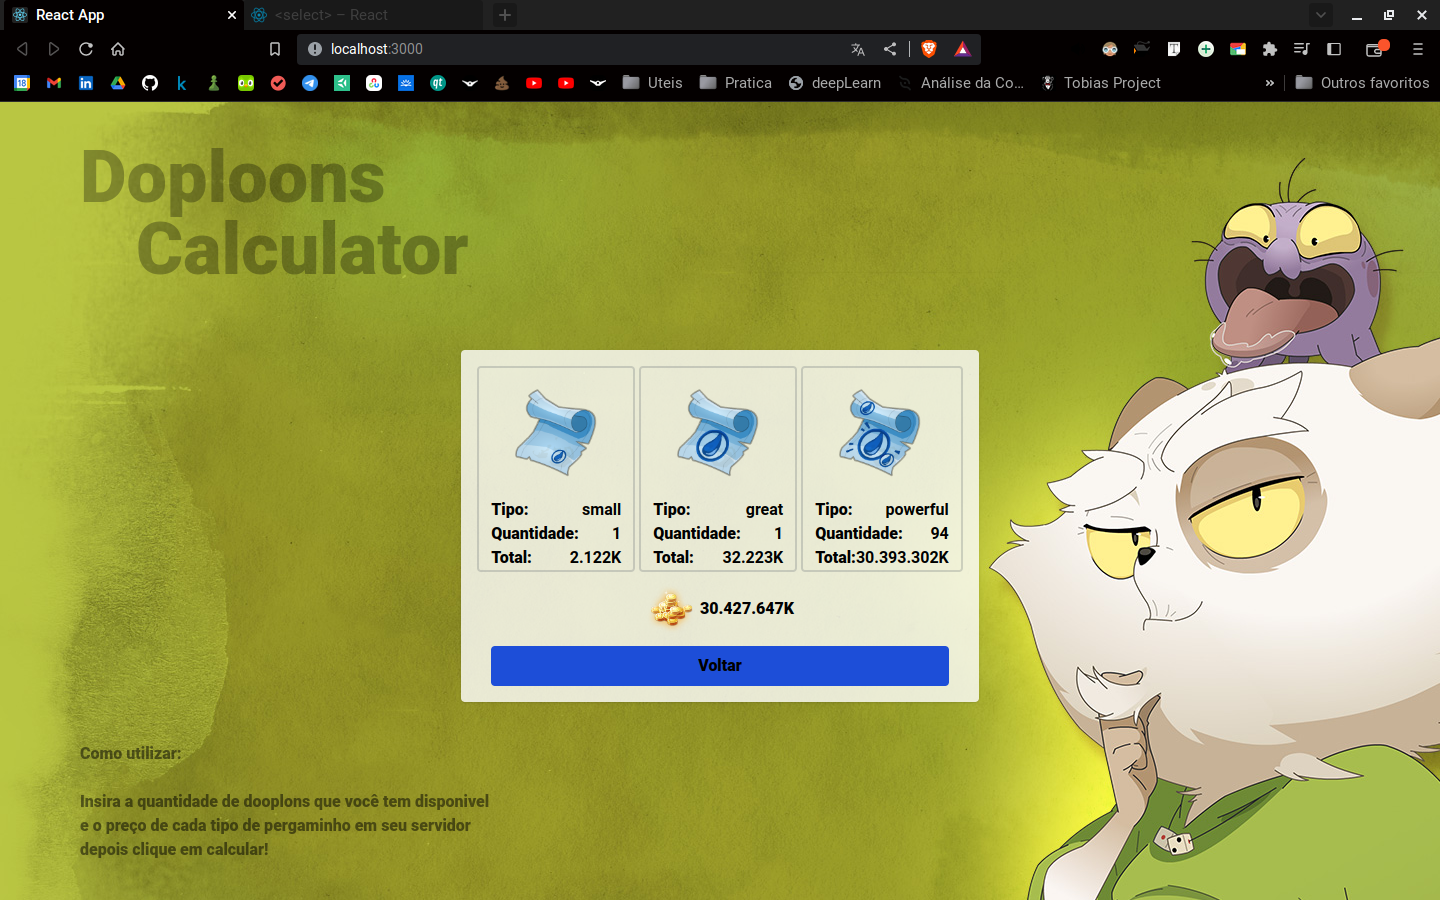 React App
<select> – React
localhost:3000
Uteis
Pratica
deepLearn
Análise da Co...
Tobias Project
»
Outros favoritos
Doploons
Calculator
Tipo: small
Quantidade: 1
Total: 2.122K
Tipo: great
Quantidade: 1
Total: 32.223K
Tipo: powerful
Quantidade: 94
Total:30.393.302K
30.427.647K
Voltar
Como utilizar:
Insira a quantidade de dooplons que você tem disponivel
e o preço de cada tipo de pergaminho em seu servidor
depois clique em calcular!